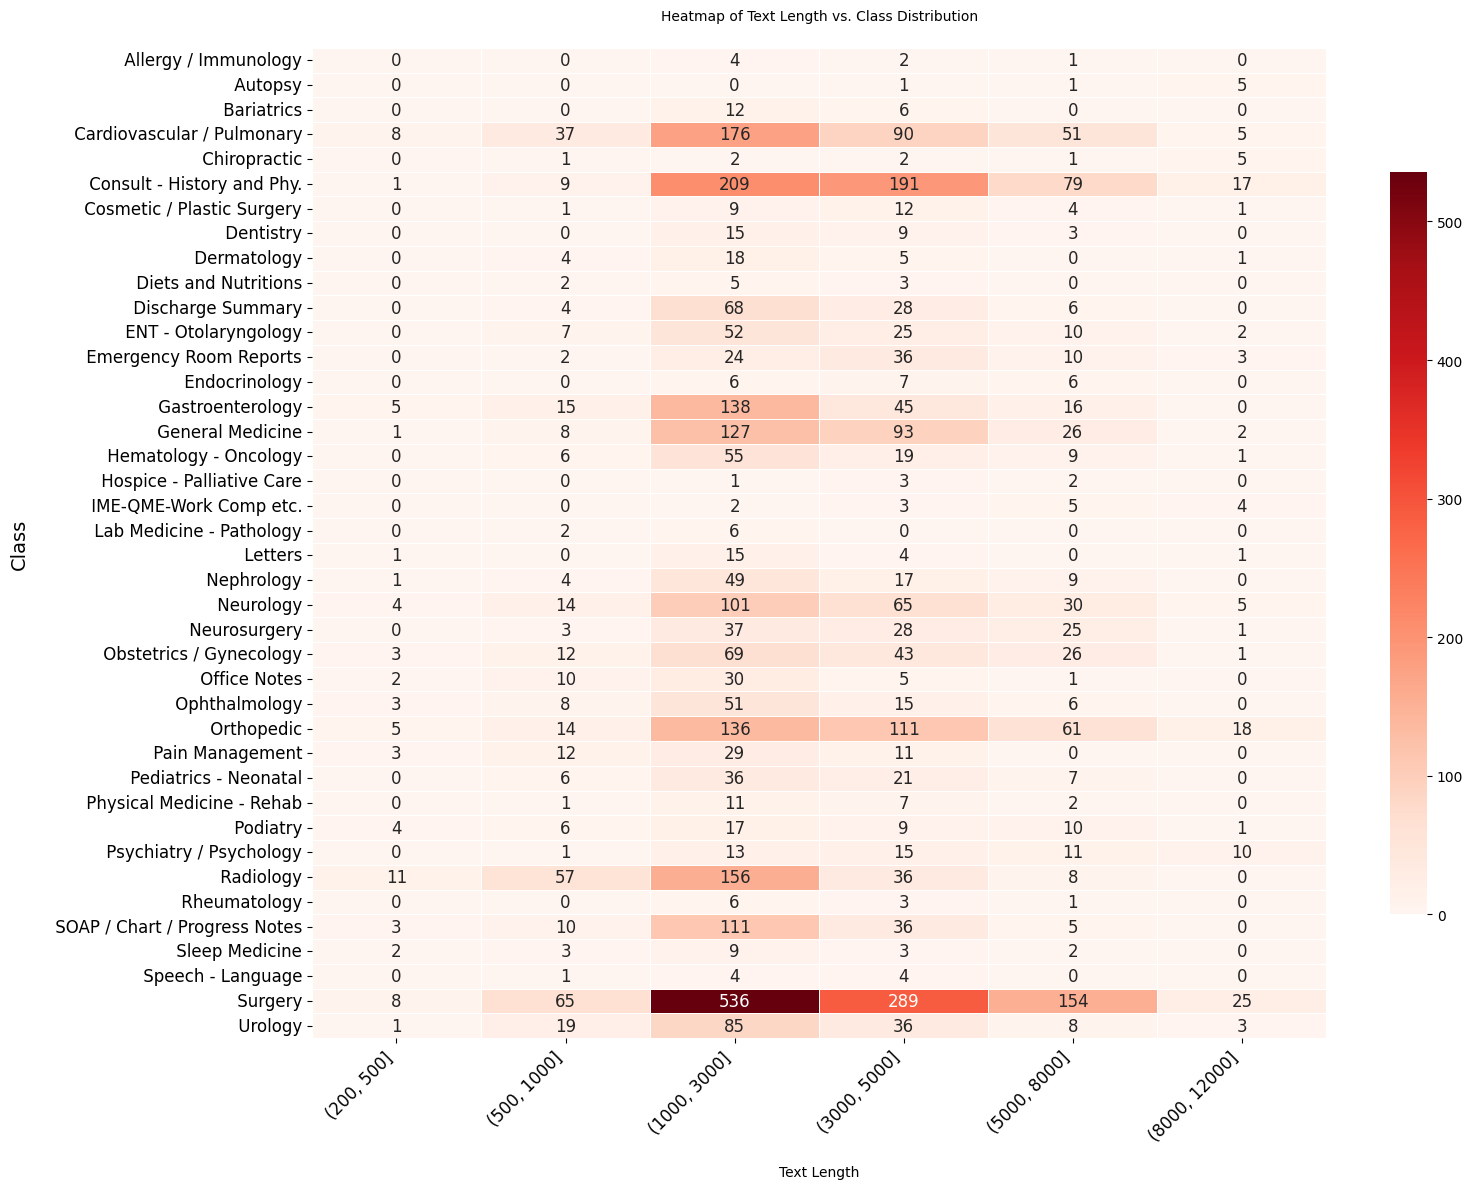 Heatmap of Text Length vs. Class Distribution
Allergy / Immunology 0 0 4 2 1 0
Autopsy 0 0 0 1 1 5
Bariatrics 0 0 12 6 0 0
Cardiovascular / Pulmonary 8 37 176 90 51 5
Chiropractic 0 1 2 2 1 5
Consult - History and Phy. 1 9 209 191 79 17
Cosmetic / Plastic Surgery 0 1 9 12 4 1
Dentistry 0 0 15 9 3 0
Dermatology 0 4 18 5 0 1
Diets and Nutritions 0 2 5 3 0 0
Discharge Summary 0 4 68 28 6 0
ENT - Otolaryngology 0 7 52 25 10 2
Emergency Room Reports 0 2 24 36 10 3
Endocrinology 0 0 6 7 6 0
Gastroenterology 5 15 138 45 16 0
General Medicine 1 8 127 93 26 2
Hematology - Oncology 0 6 55 19 9 1
Hospice - Palliative Care 0 0 1 3 2 0
IME-QME-Work Comp etc. 0 0 2 3 5 4
Lab Medicine - Pathology 0 2 6 0 0 0
Letters 1 0 15 4 0 1
Nephrology 1 4 49 17 9 0
Neurology 4 14 101 65 30 5
Neurosurgery 0 3 37 28 25 1
Obstetrics / Gynecology 3 12 69 43 26 1
Office Notes 2 10 30 5 1 0
Ophthalmology 3 8 51 15 6 0
Orthopedic 5 14 136 111 61 18
Pain Management 3 12 29 11 0 0
Pediatrics - Neonatal 0 6 36 21 7 0
Physical Medicine - Rehab 0 1 11 7 2 0
Podiatry 4 6 17 9 10 1
Psychiatry / Psychology 0 1 13 15 11 10
Radiology 11 57 156 36 8 0
Rheumatology 0 0 6 3 1 0
SOAP / Chart / Progress Notes 3 10 111 36 5 0
Sleep Medicine 2 3 9 3 2 0
Speech - Language 0 1 4 4 0 0
Surgery 8 65 536 289 154 25
Urology 1 19 85 36 8 3
(200, 500] (500, 1000] (1000, 3000] (3000, 5000] (5000, 8000] (8000, 12000]
Text Length
Class
500
400
300
200
100
0